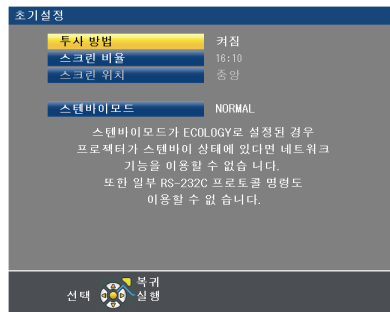 초기설정
투사 방법 켜짐
스크린 비율 16:10
스크린 위치 중앙
스텐바이모드 NORMAL
스텐바이모드가 ECOLOGY로 설정된 경우
프로젝터가 스텐바이 상태에 있다면 네트워크
기능을 이용할 수 없습 니다.
또한 일부 RS-232C 프로토콜 명령도
이용할 수 없 습니다.
복귀
선택 실행